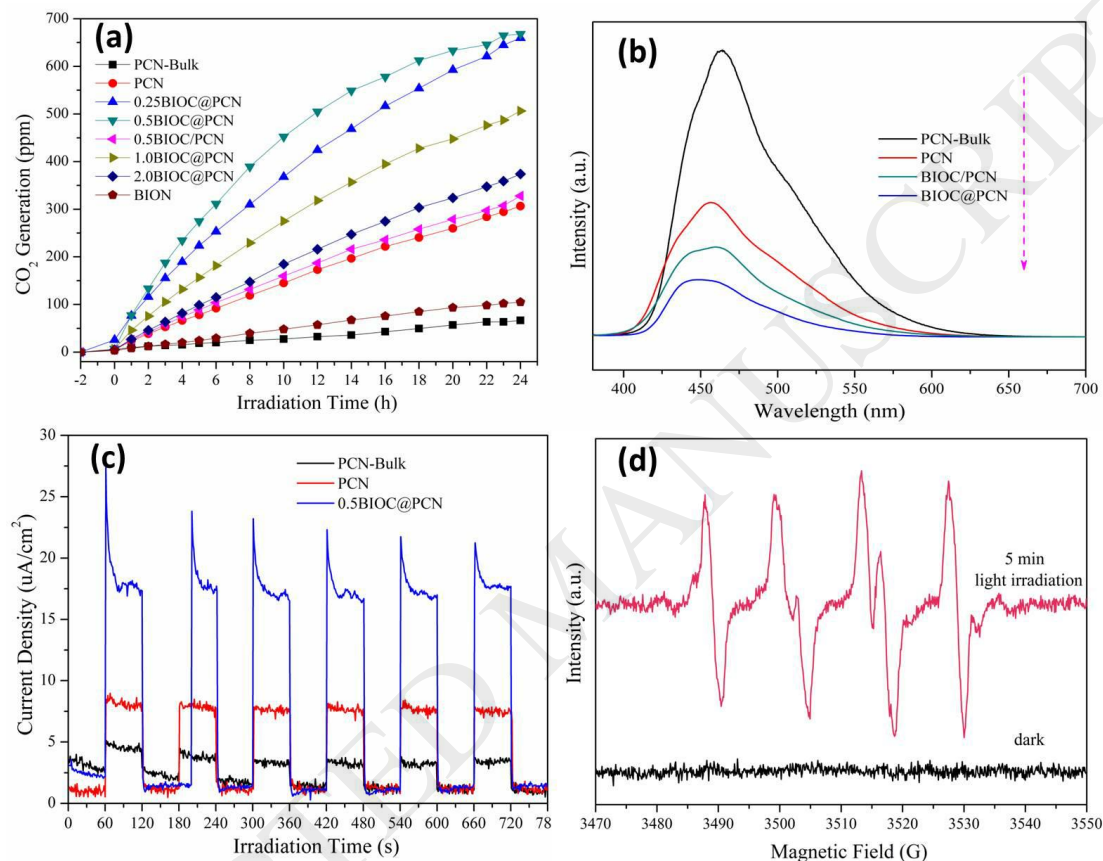 (a)
700
600
500
400
300
200
100
0
CO2 Generation (ppm)
PCN-Bulk
PCN
0.25BIOC@PCN
0.5BIOC@PCN
0.5BIOC/PCN
1.0BIOC@PCN
2.0BIOC@PCN
BION
-2 0 2 4 6 8 10 12 14 16 18 20 22 24
Irradiation Time (h)
(b)
Intensity (a.u.)
PCN-Bulk
PCN
BIOC/PCN
BIOC@PCN
400 450 500 550 600 650 700
Wavelength (nm)
(c)
30
25
20
15
10
5
0
Current Density (uA/cm2)
PCN-Bulk
PCN
0.5BIOC@PCN
0 60 120 180 240 300 360 420 480 540 600 660 720 78
Irradiation Time (s)
(d)
Intensity (a.u.)
5 min
light irradiation
dark
3470 3480 3490 3500 3510 3520 3530 3540 3550
Magnetic Field (G)
TED MANUSCRIPT